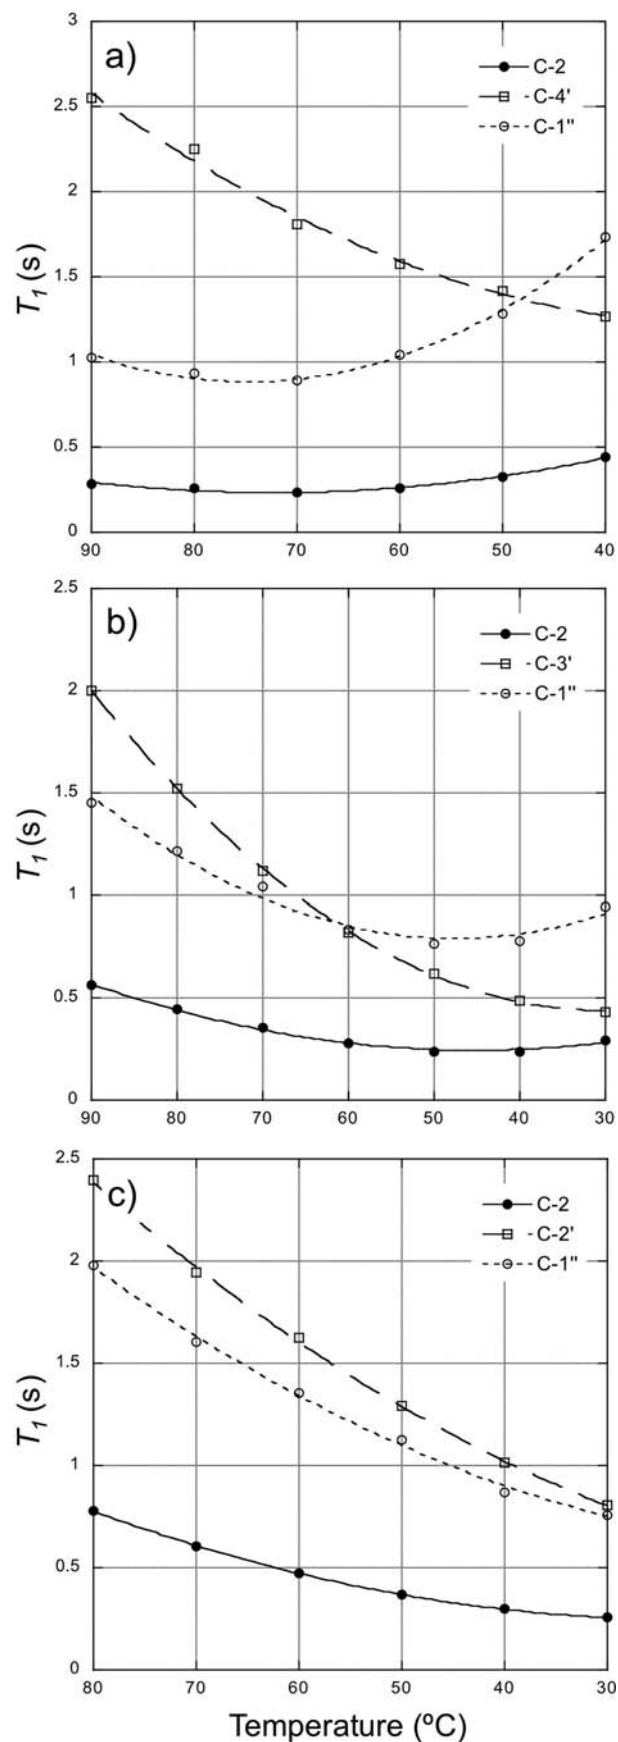 a)
C-2
C-4'
C-1"
3
2.5
2
1.5
1
0.5
0
T1 (s)
90 80 70 60 50 40
b)
C-2
C-3'
C-1"
2.5
2
1.5
1
0.5
0
T1 (s)
90 80 70 60 50 40 30
c)
C-2
C-2'
C-1"
2.5
2
1.5
1
0.5
0
T1 (s)
80 70 60 50 40 30
Temperature (ºC)